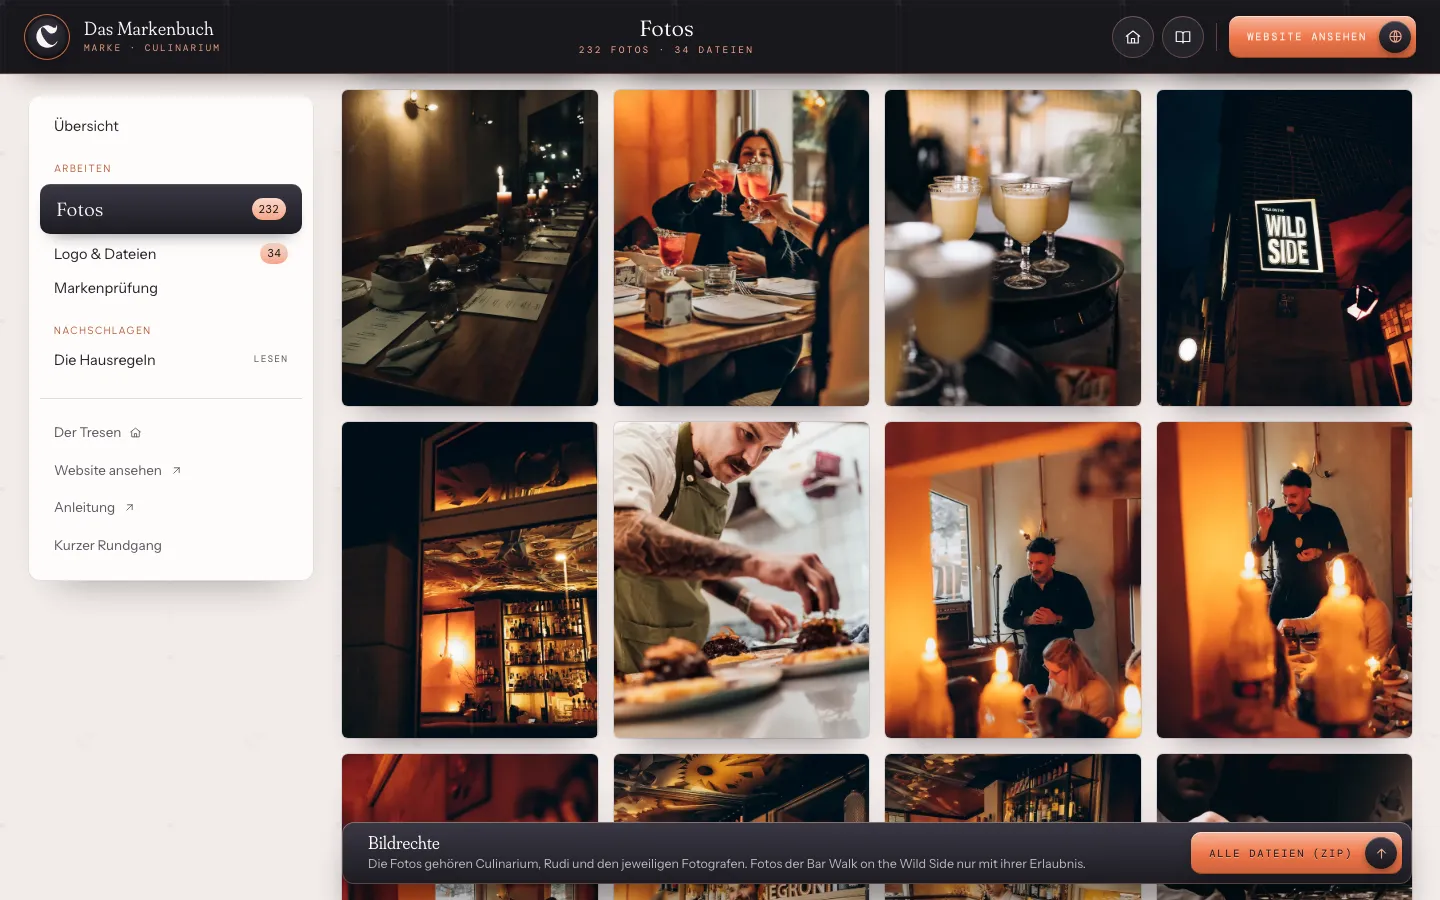 Das Markenbuch
MARKE · CULINARIUM
Fotos
232 FOTOS · 34 DATEIEN
WEBSITE ANSEHEN
Übersicht
ARBEITEN
Fotos 232
Logo & Dateien 34
Markenprüfung
NACHSCHLAGEN
Die Hausregeln LESEN
Der Tresen
Website ansehen
Anleitung
Kurzer Rundgang
WILD
SIDE
Bildrechte
Die Fotos gehören Culinarium, Rudi und den jeweiligen Fotografen. Fotos der Bar Walk on the Wild Side nur mit ihrer Erlaubnis.
ALLE DATEIEN (ZIP)